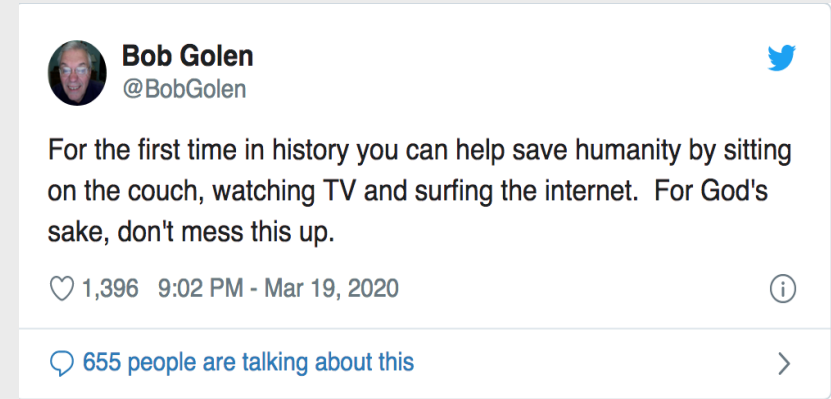 Bob Golen
@BobGolen
For the first time in history you can help save humanity by sitting
on the couch, watching TV and surfing the internet.  For God's
sake, don't mess this up.
1,396 9:02 PM - Mar 19, 2020
655 people are talking about this